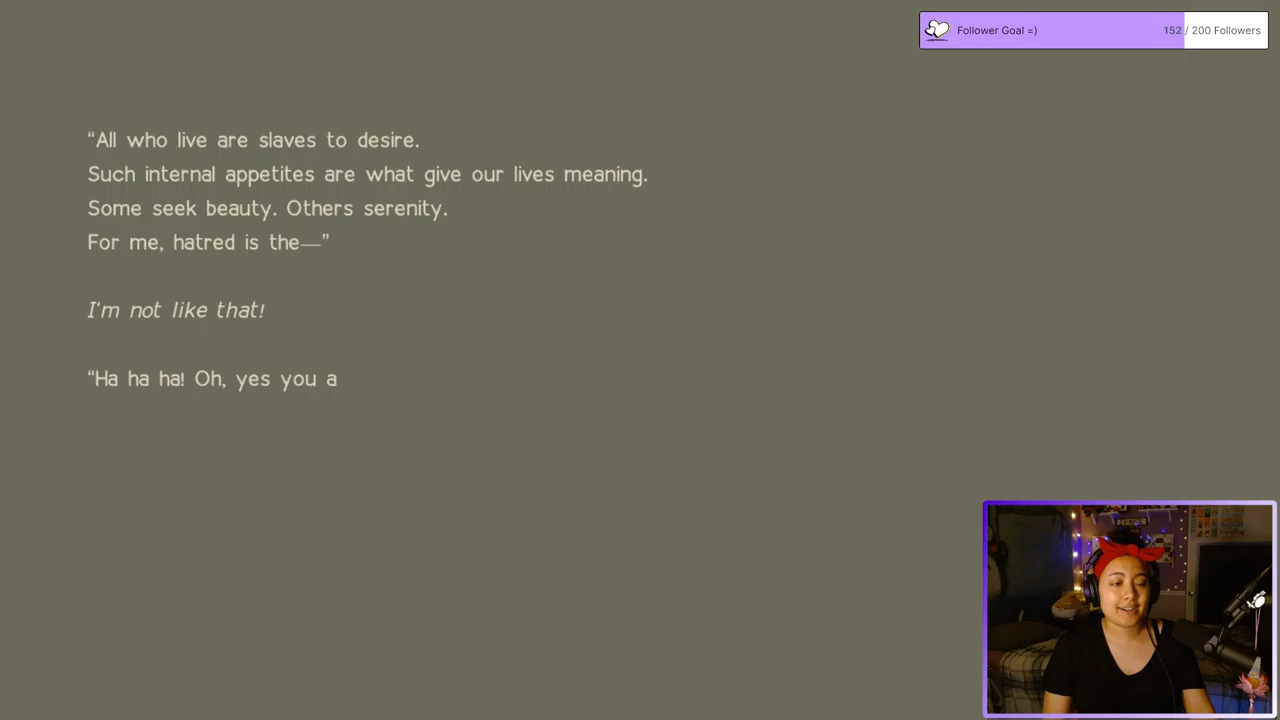 Follower Goal =)
152 / 200 Followers
“All who live are slaves to desire.
Such internal appetites are what give our lives meaning.
Some seek beauty. Others serenity.
For me, hatred is the—”
I'm not like that!
“Ha ha ha! Oh, yes you a